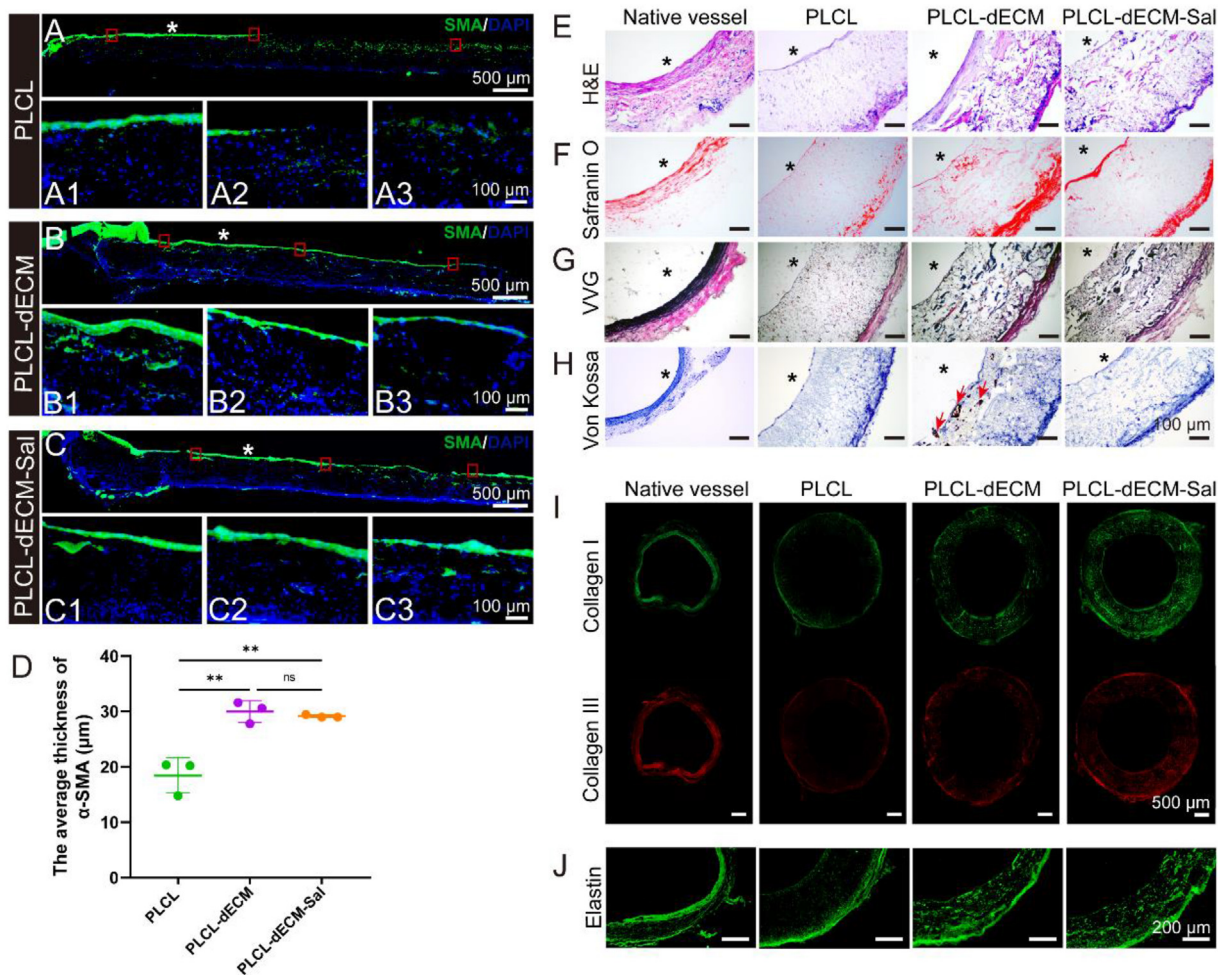 A
SMA/DAPI
*
500 µm
PLCL
A1
A2
A3
100 µm
B
SMA/DAPI
*
500 µm
PLCL-dECM
B1
B2
B3
100 µm
C
SMA/DAPI
*
500 µm
PLCL-dECM-Sal
C1
C2
C3
100 µm
D
The average thickness of
α-SMA (µm)
40
30
20
10
0
**
**
ns
PLCL
PLCL-dECM
PLCL-dECM-Sal
Native vessel
PLCL
PLCL-dECM
PLCL-dECM-Sal
E
H&E
*
*
*
*
F
Safranin O
*
*
*
*
G
VVG
*
*
*
*
H
Von Kossa
*
*
*
*
100 µm
Native vessel
PLCL
PLCL-dECM
PLCL-dECM-Sal
I
Collagen I
Collagen III
500 µm
J
Elastin
200 µm